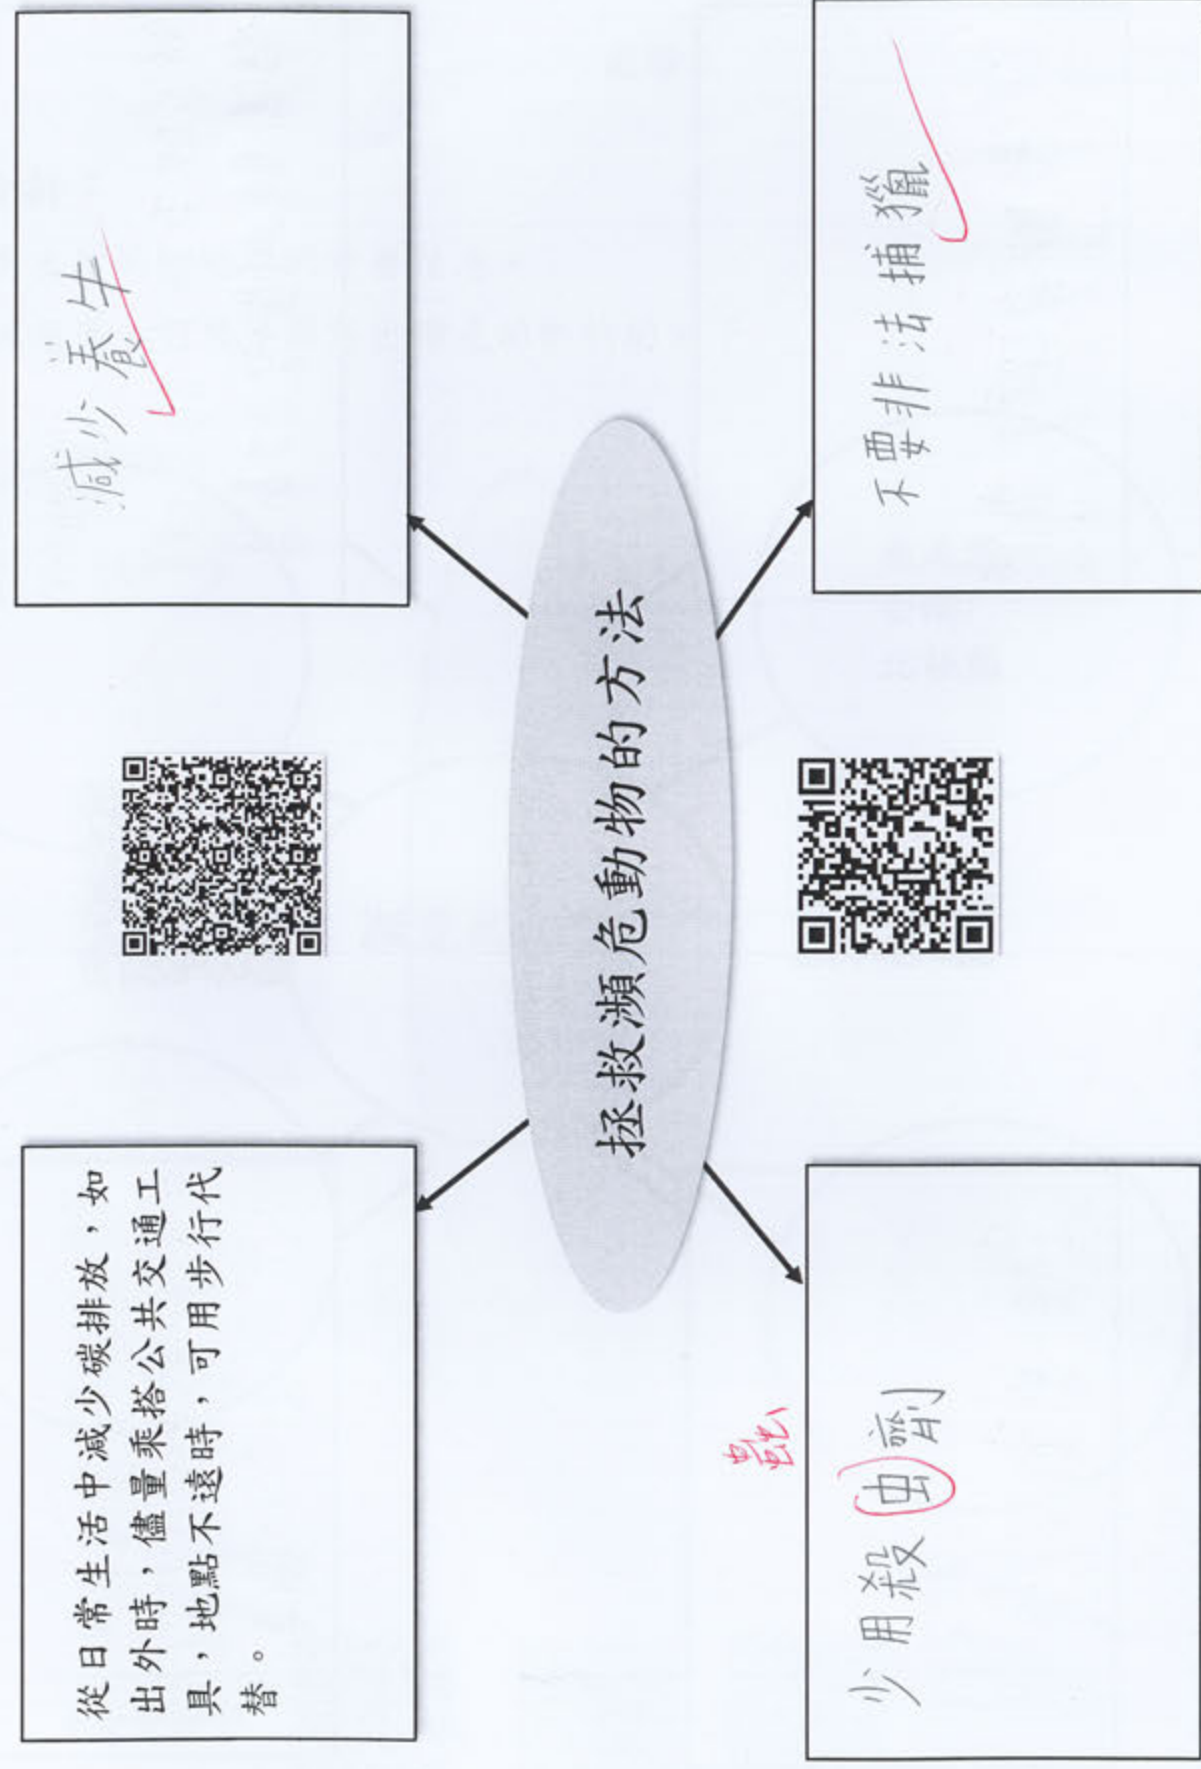 從日常生活中減少碳排放，如
出外時，儘量乘搭公共交通工
具，地點不遠時，可用步行代
替。
減少養牛
拯救瀕危動物的方法
蟲
少用殺虫劑
不要非法捕獵